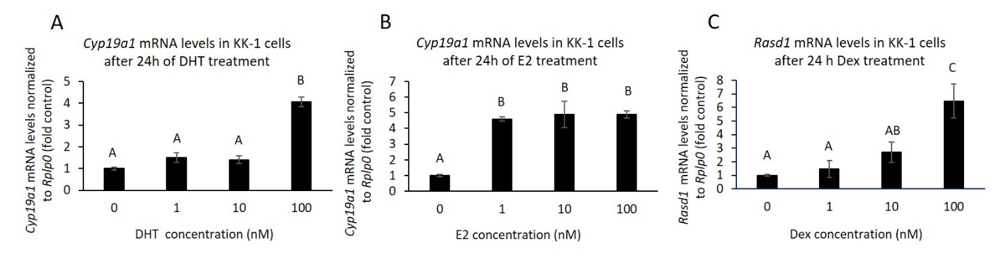 A
Cyp19a1 mRNA levels in KK-1 cells
after 24h of DHT treatment
Cyp19a1 mRNA levels normalized
to Rplp0 (fold control)
5
4
3
2
1
0
A
A
A
B
0 1 10 100
DHT concentration (nM)
B
Cyp19a1 mRNA levels in KK-1 cells
after 24h of E2 treatment
Cyp19a1 mRNA levels normalized
to Rplp0 (fold control)
7
6
5
4
3
2
1
0
A
B
B
B
0 1 10 100
E2 concentration (nM)
C
Rasd1 mRNA levels in KK-1 cells
after 24 h Dex treatment
Rasd1 mRNA levels normalized
to Rplp0 (fold control)
8
7
6
5
4
3
2
1
0
A
A
AB
C
0 1 10 100
Dex concentration (nM)